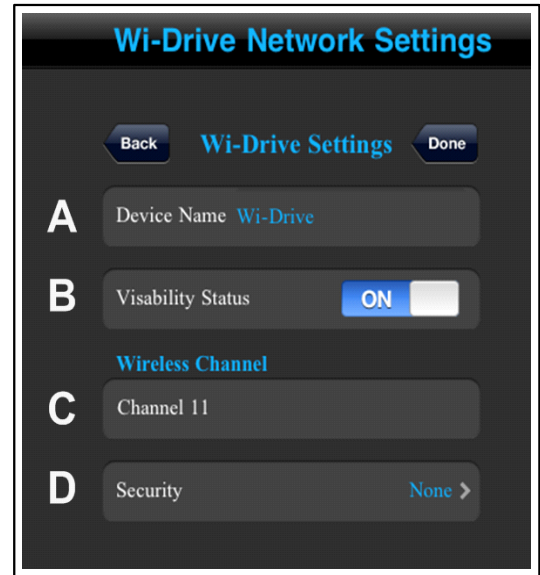 Wi-Drive Network Settings
Back Wi-Drive Settings Done
A Device Name Wi-Drive
B Visability Status ON
Wireless Channel
C Channel 11
D Security None